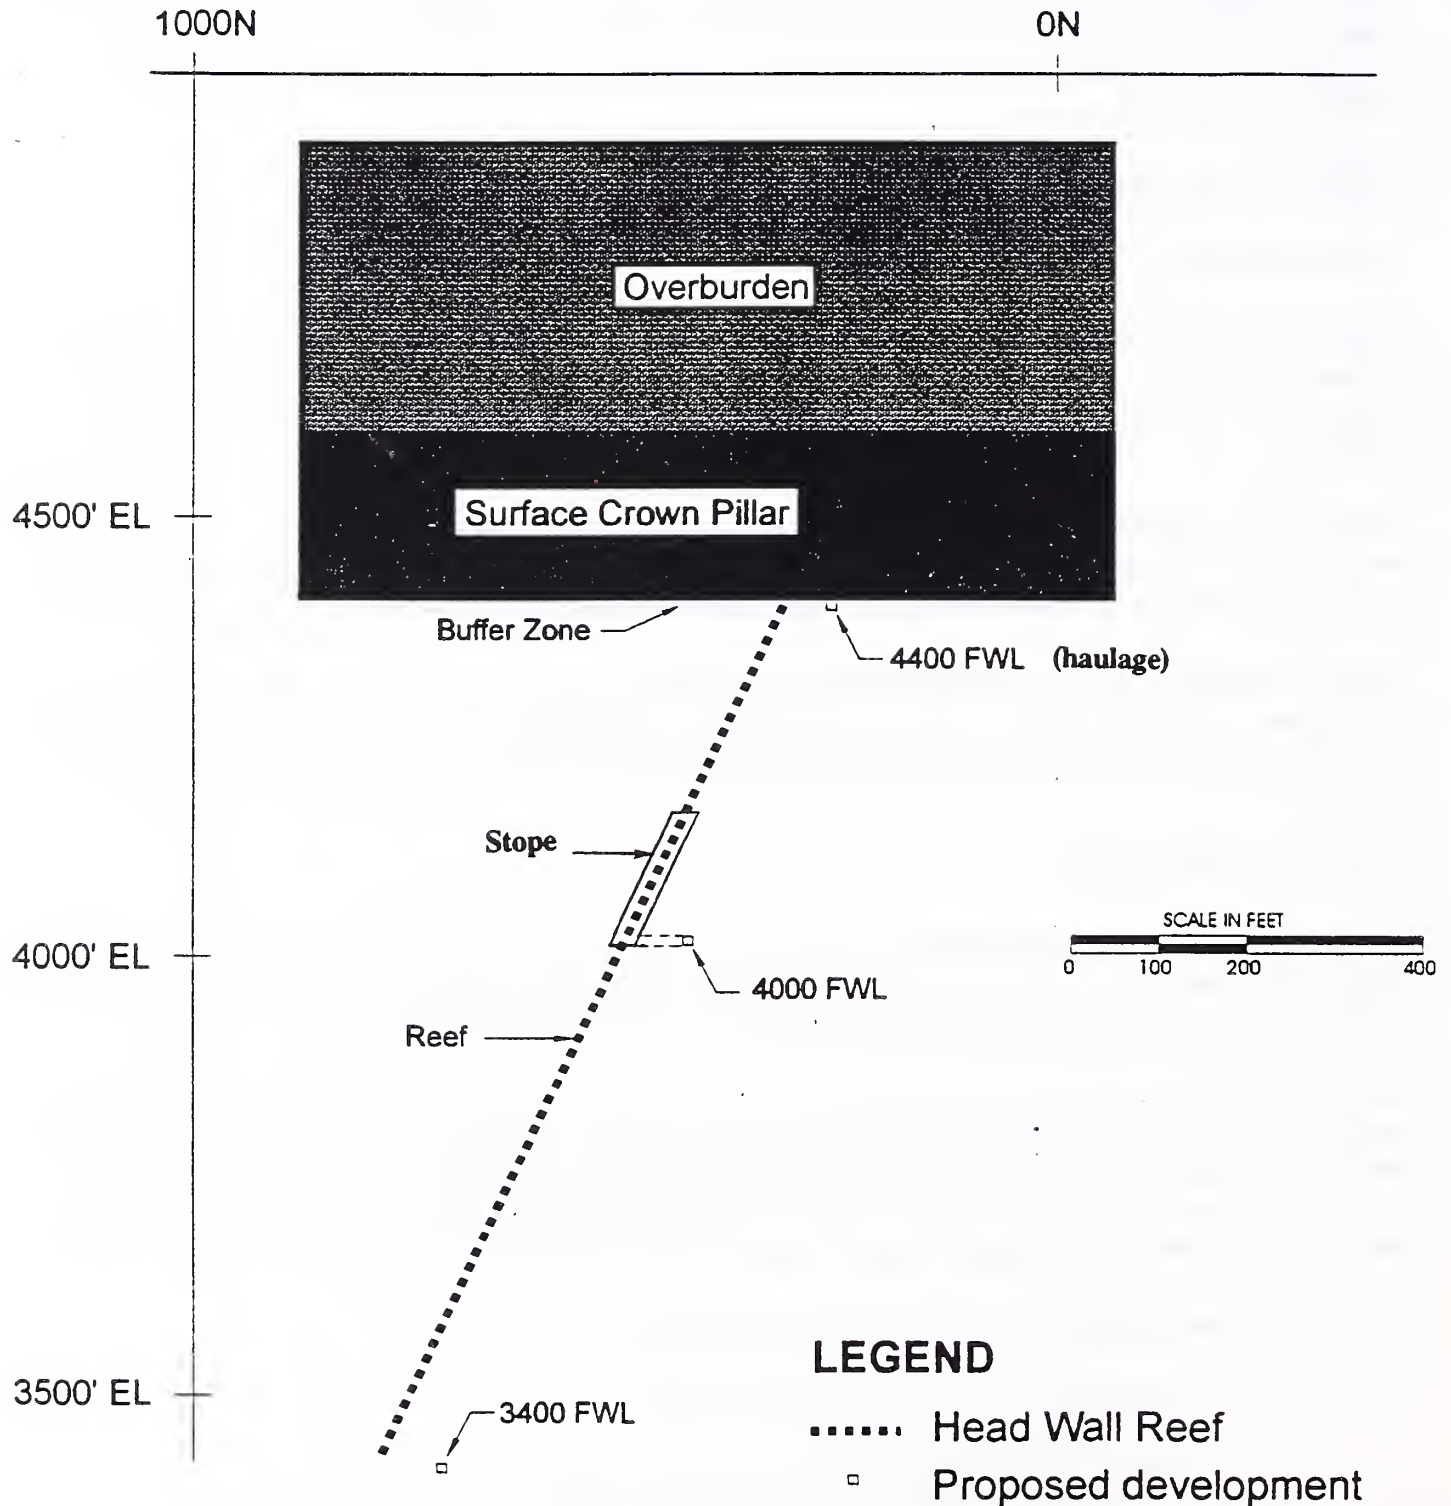 1000N 0N
Overburden
4500' EL
Surface Crown Pillar
Buffer Zone
4400 FWL (haulage)
Stope
SCALE IN FEET
0 100 200 400
4000' EL
4000 FWL
Reef
LEGEND
3500' EL
3400 FWL
Head Wall Reef
Proposed development